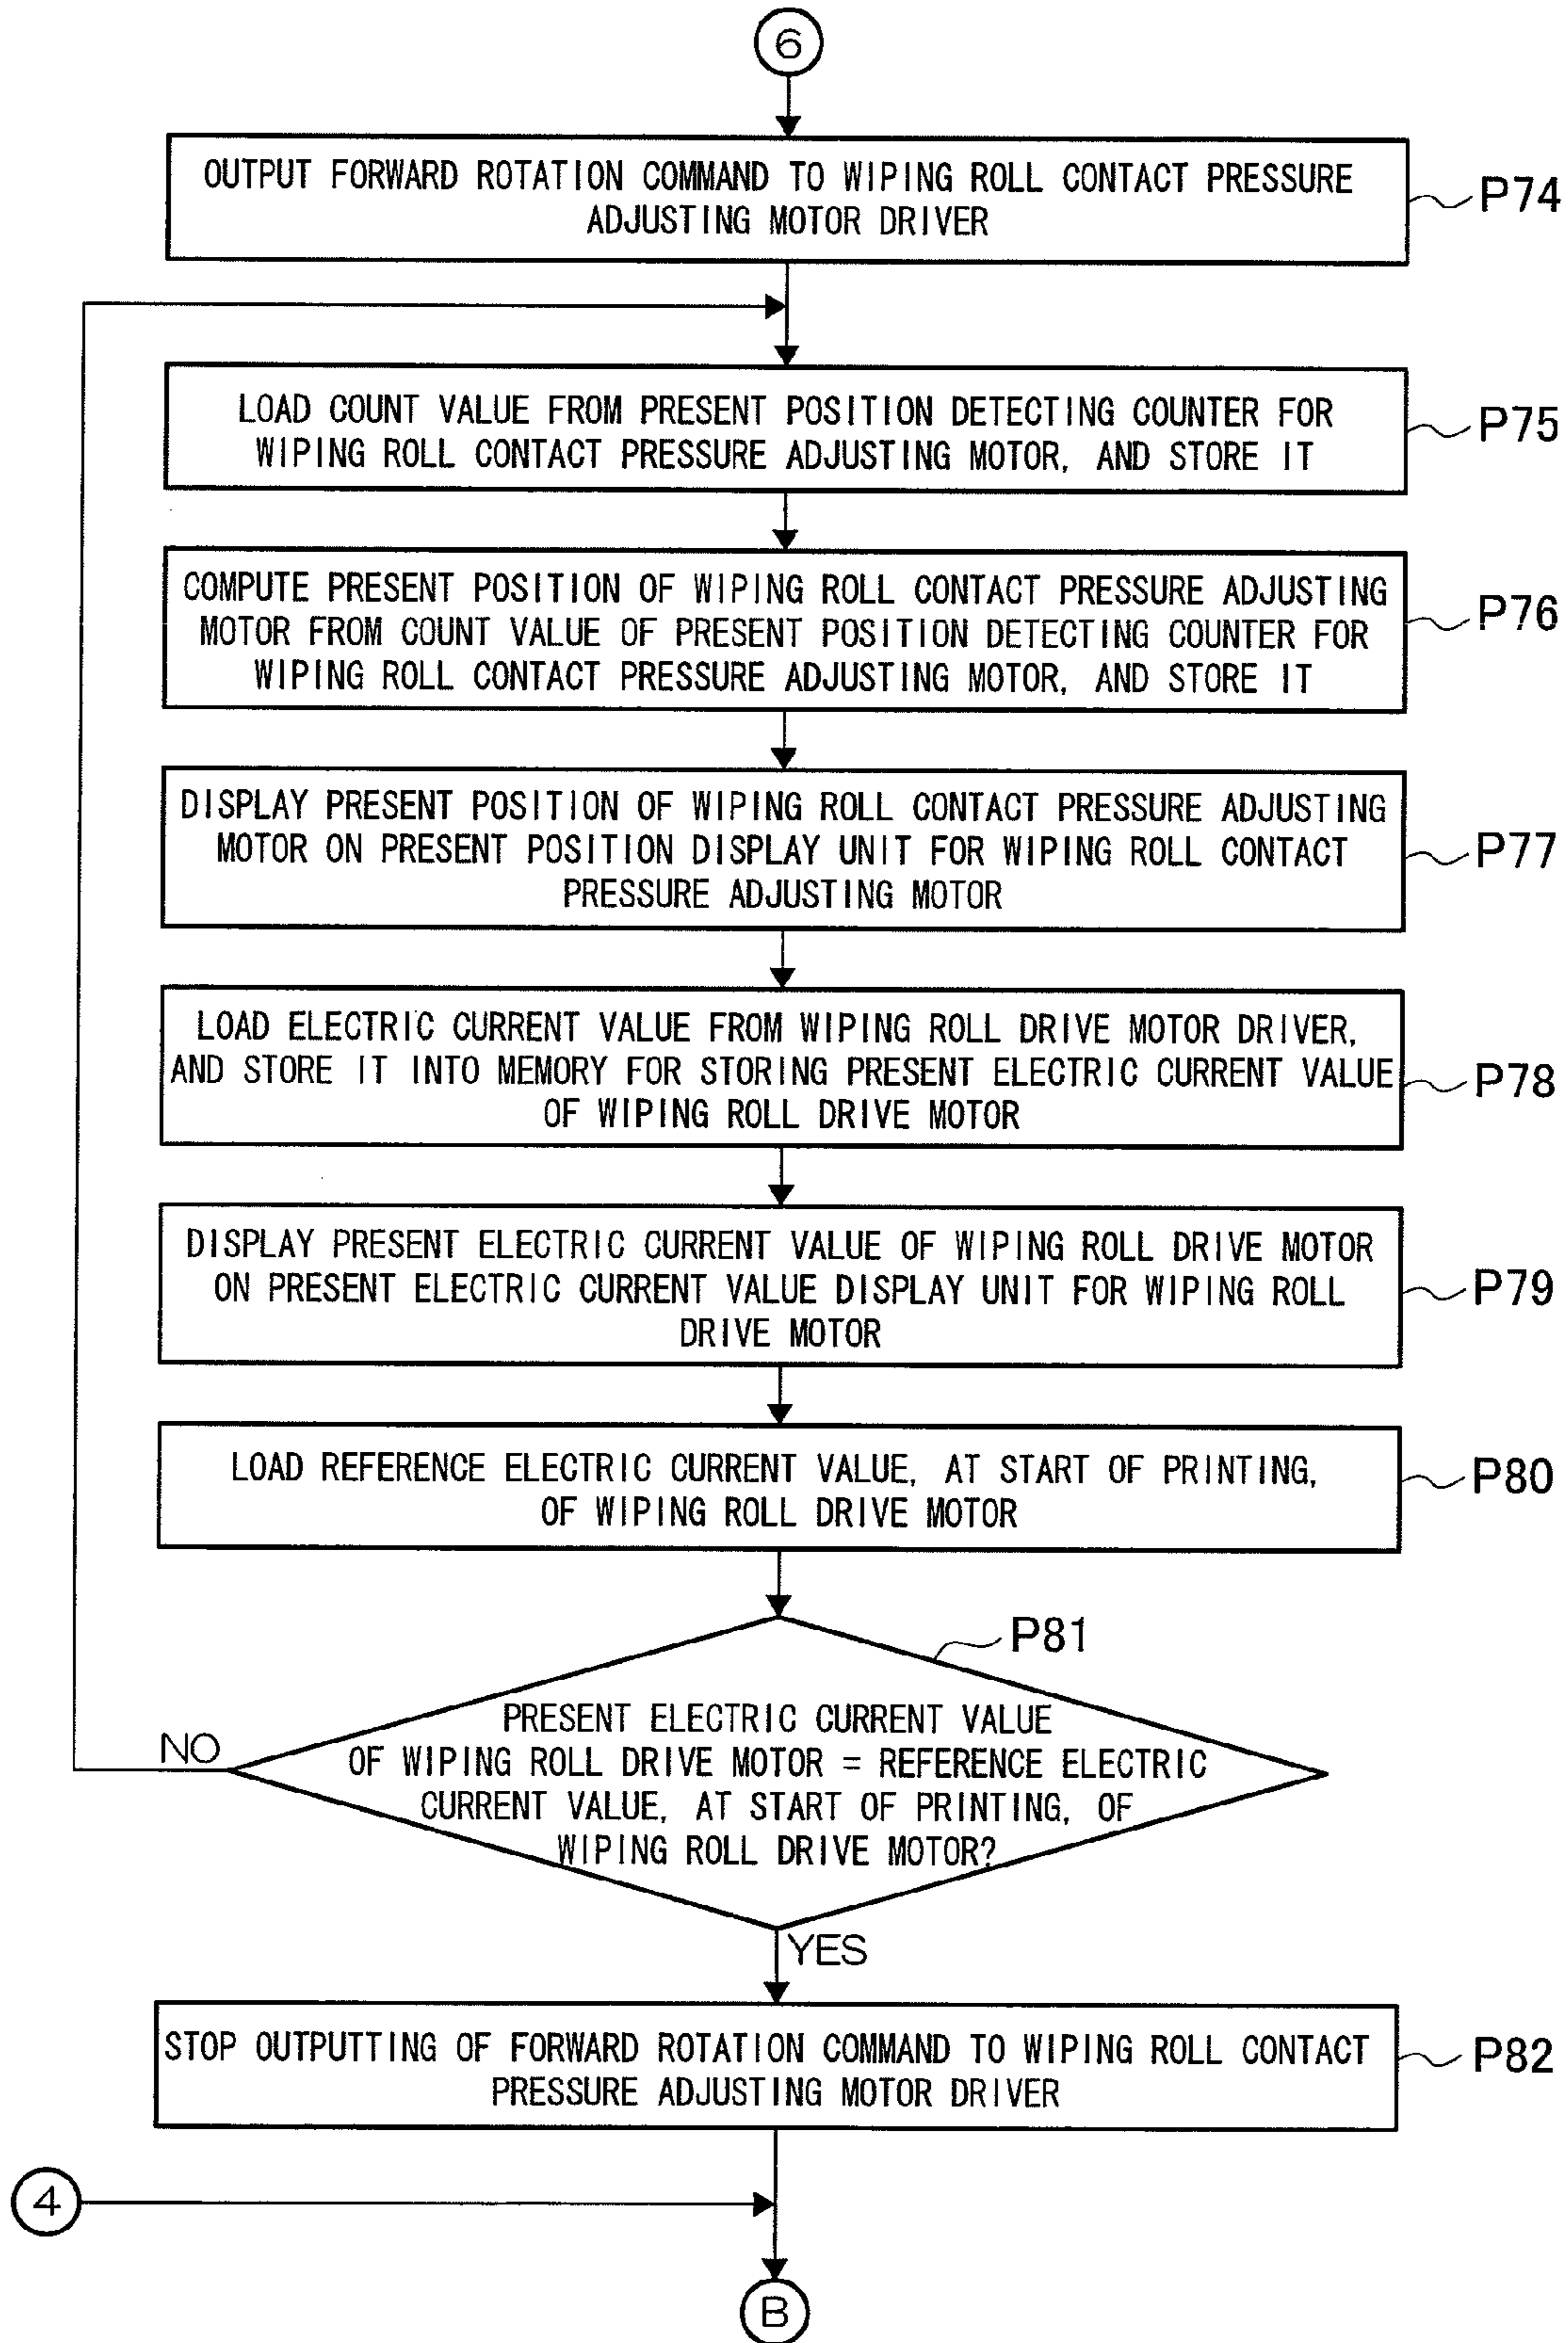 6
OUTPUT FORWARD ROTATION COMMAND TO WIPING ROLL CONTACT PRESSURE
ADJUSTING MOTOR DRIVER
P74
LOAD COUNT VALUE FROM PRESENT POSITION DETECTING COUNTER FOR
WIPING ROLL CONTACT PRESSURE ADJUSTING MOTOR, AND STORE IT
P75
COMPUTE PRESENT POSITION OF WIPING ROLL CONTACT PRESSURE ADJUSTING
MOTOR FROM COUNT VALUE OF PRESENT POSITION DETECTING COUNTER FOR
WIPING ROLL CONTACT PRESSURE ADJUSTING MOTOR, AND STORE IT
P76
DISPLAY PRESENT POSITION OF WIPING ROLL CONTACT PRESSURE ADJUSTING
MOTOR ON PRESENT POSITION DISPLAY UNIT FOR WIPING ROLL CONTACT
PRESSURE ADJUSTING MOTOR
P77
LOAD ELECTRIC CURRENT VALUE FROM WIPING ROLL DRIVE MOTOR DRIVER,
AND STORE IT INTO MEMORY FOR STORING PRESENT ELECTRIC CURRENT VALUE
OF WIPING ROLL DRIVE MOTOR
P78
DISPLAY PRESENT ELECTRIC CURRENT VALUE OF WIPING ROLL DRIVE MOTOR
ON PRESENT ELECTRIC CURRENT VALUE DISPLAY UNIT FOR WIPING ROLL
DRIVE MOTOR
P79
LOAD REFERENCE ELECTRIC CURRENT VALUE, AT START OF PRINTING,
OF WIPING ROLL DRIVE MOTOR
P80
P81
PRESENT ELECTRIC CURRENT VALUE
OF WIPING ROLL DRIVE MOTOR = REFERENCE ELECTRIC
CURRENT VALUE, AT START OF PRINTING, OF
WIPING ROLL DRIVE MOTOR?
NO
YES
STOP OUTPUTTING OF FORWARD ROTATION COMMAND TO WIPING ROLL CONTACT
PRESSURE ADJUSTING MOTOR DRIVER
P82
4
B